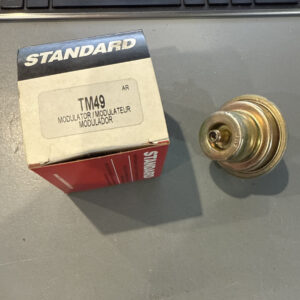 STANDARD
AR
TM49
MODULATOR / MODULATEUR
MODULADOR
STANDARD